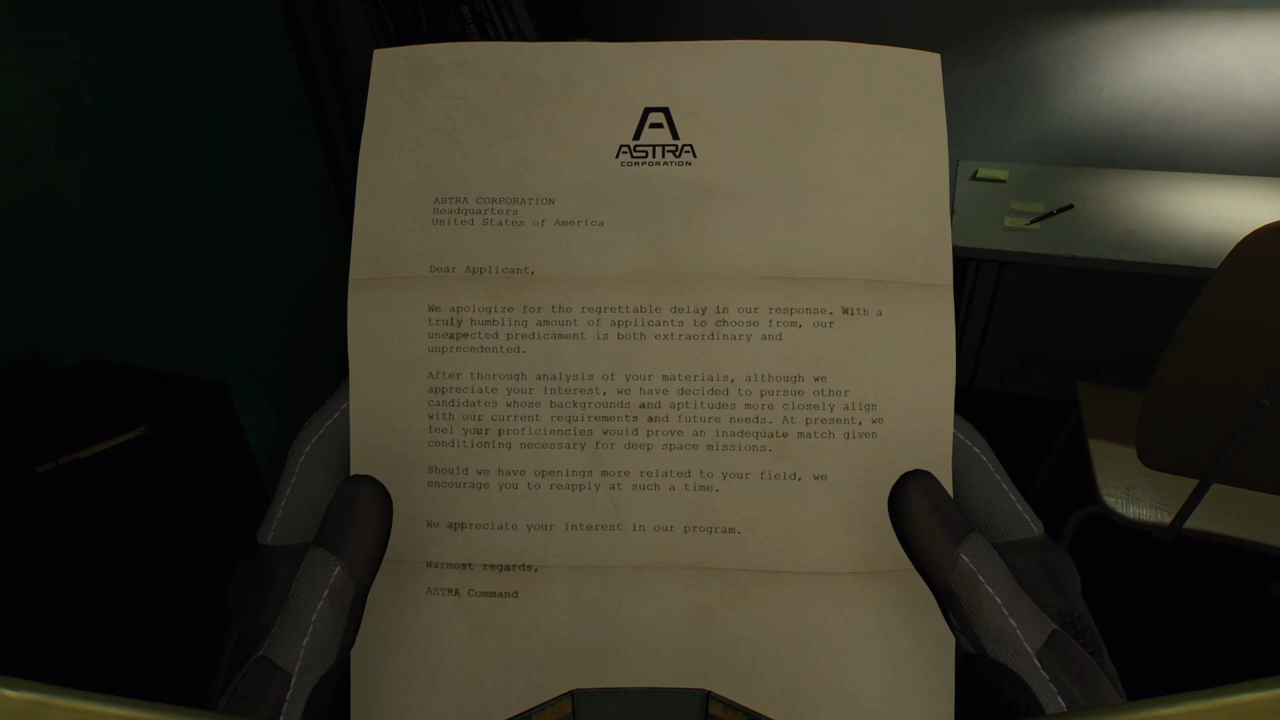 A
ASTRA
CORPORATION
ASTRA CORPORATION
Headquarters
United States of America
Dear Applicant,
We apologize for the regrettable delay in our response. With a
truly humbling amount of applicants to choose from, our
unexpected predicament is both extraordinary and
unprecedented.
After thorough analysis of your materials, although we
appreciate your interest, we have decided to pursue other
candidates whose backgrounds and aptitudes more closely align
with our current requirements and future needs. At present, we
feel your proficiencies would prove an inadequate match given
conditioning necessary for deep space missions.
Should we have openings more related to your field, we
encourage you to reapply at such a time.
We appreciate your interest in our program.
Warmest regards,
ASTRA Command